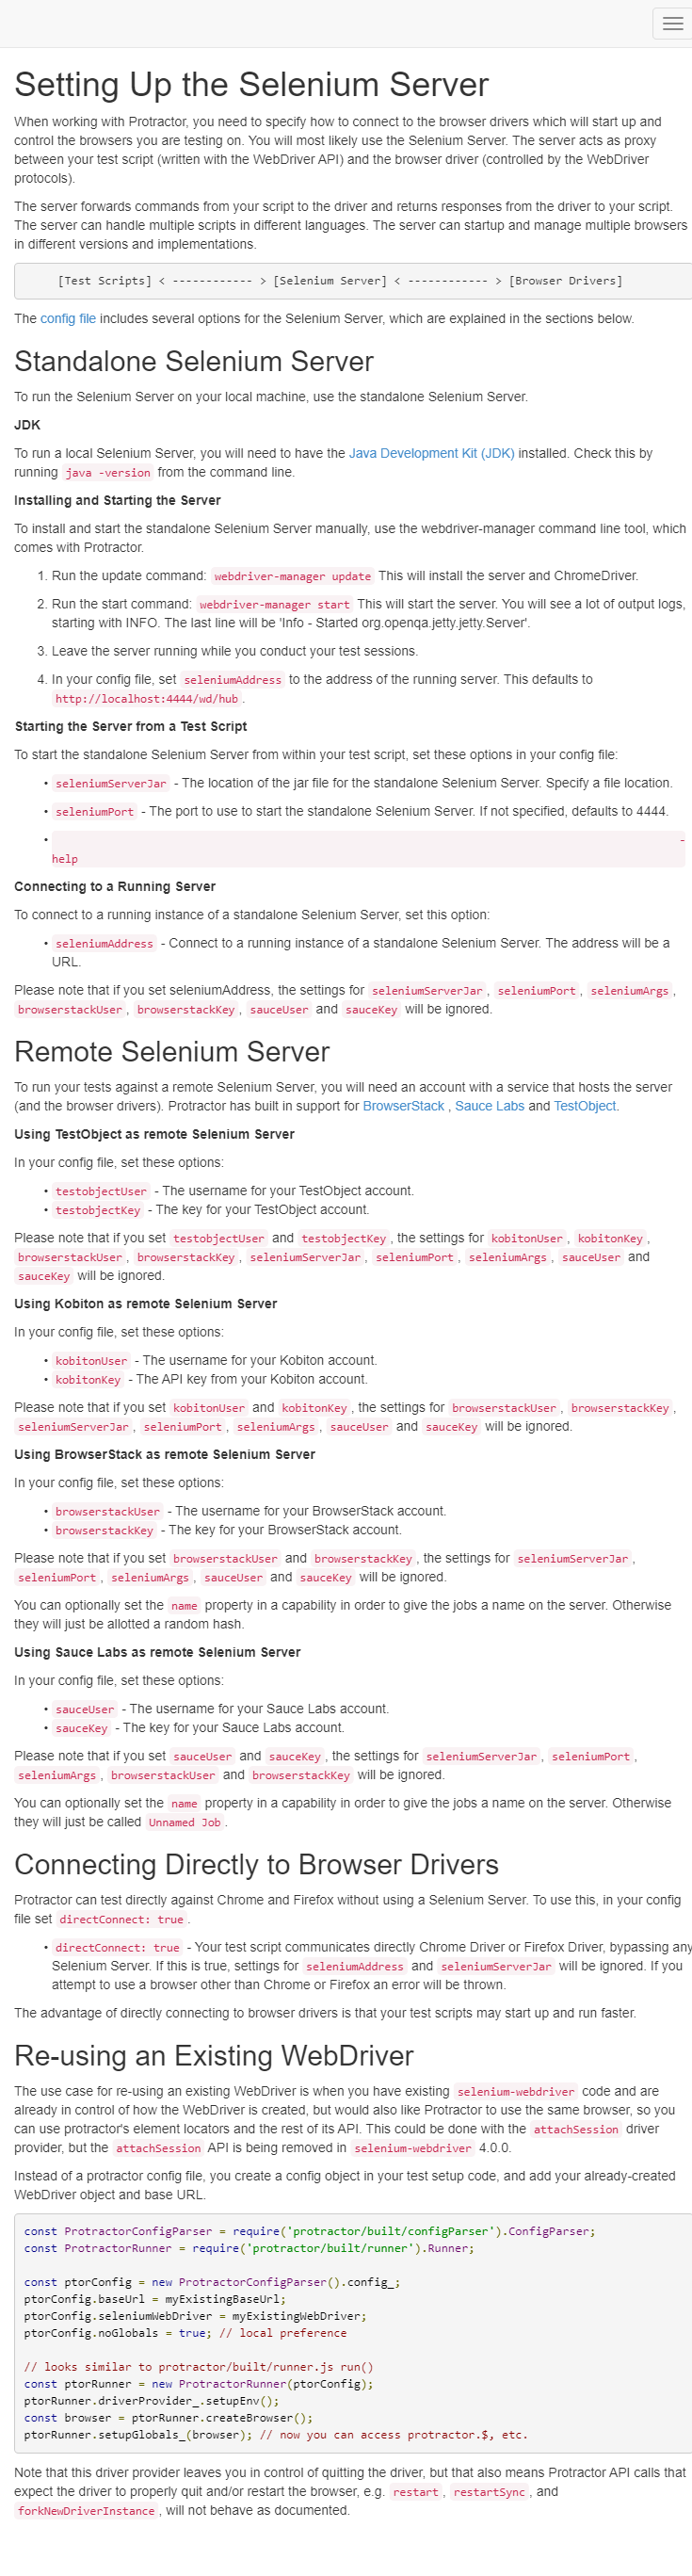 Setting Up the Selenium Server
When working with Protractor, you need to specify how to connect to the browser drivers which will start up and
control the browsers you are testing on. You will most likely use the Selenium Server. The server acts as proxy
between your test script (written with the WebDriver API) and the browser driver (controlled by the WebDriver
protocols).
The server forwards commands from your script to the driver and returns responses from the driver to your script.
The server can handle multiple scripts in different languages. The server can startup and manage multiple browsers
in different versions and implementations.
[Test Scripts] < ------------ > [Selenium Server] < ------------ > [Browser Drivers]
The config file includes several options for the Selenium Server, which are explained in the sections below.
Standalone Selenium Server
To run the Selenium Server on your local machine, use the standalone Selenium Server.
JDK
To run a local Selenium Server, you will need to have the Java Development Kit (JDK) installed. Check this by
running java -version from the command line.
Installing and Starting the Server
To install and start the standalone Selenium Server manually, use the webdriver-manager command line tool, which
comes with Protractor.
1. Run the update command: webdriver-manager update This will install the server and ChromeDriver.
2. Run the start command: webdriver-manager start This will start the server. You will see a lot of output logs,
starting with INFO. The last line will be 'Info - Started org.openqa.jetty.jetty.Server'.
3. Leave the server running while you conduct your test sessions.
4. In your config file, set seleniumAddress to the address of the running server. This defaults to
http://localhost:4444/wd/hub .
Starting the Server from a Test Script
To start the standalone Selenium Server from within your test script, set these options in your config file:
• seleniumServerJar - The location of the jar file for the standalone Selenium Server. Specify a file location.
• seleniumPort - The port to use to start the standalone Selenium Server. If not specified, defaults to 4444.
• -
help
Connecting to a Running Server
To connect to a running instance of a standalone Selenium Server, set this option:
• seleniumAddress - Connect to a running instance of a standalone Selenium Server. The address will be a
URL.
Please note that if you set seleniumAddress, the settings for seleniumServerJar , seleniumPort , seleniumArgs ,
browserstackUser , browserstackKey , sauceUser and sauceKey will be ignored.
Remote Selenium Server
To run your tests against a remote Selenium Server, you will need an account with a service that hosts the server
(and the browser drivers). Protractor has built in support for BrowserStack , Sauce Labs and TestObject.
Using TestObject as remote Selenium Server
In your config file, set these options:
• testobjectUser - The username for your TestObject account.
• testobjectKey - The key for your TestObject account.
Please note that if you set testobjectUser and testobjectKey , the settings for kobitonUser , kobitonKey ,
browserstackUser , browserstackKey , seleniumServerJar , seleniumPort , seleniumArgs , sauceUser and
sauceKey will be ignored.
Using Kobiton as remote Selenium Server
In your config file, set these options:
• kobitonUser - The username for your Kobiton account.
• kobitonKey - The API key from your Kobiton account.
Please note that if you set kobitonUser and kobitonKey , the settings for browserstackUser , browserstackKey ,
seleniumServerJar , seleniumPort , seleniumArgs , sauceUser and sauceKey will be ignored.
Using BrowserStack as remote Selenium Server
In your config file, set these options:
• browserstackUser - The username for your BrowserStack account.
• browserstackKey - The key for your BrowserStack account.
Please note that if you set browserstackUser and browserstackKey , the settings for seleniumServerJar ,
seleniumPort , seleniumArgs , sauceUser and sauceKey will be ignored.
You can optionally set the name property in a capability in order to give the jobs a name on the server. Otherwise
they will just be allotted a random hash.
Using Sauce Labs as remote Selenium Server
In your config file, set these options:
• sauceUser - The username for your Sauce Labs account.
• sauceKey - The key for your Sauce Labs account.
Please note that if you set sauceUser and sauceKey , the settings for seleniumServerJar , seleniumPort ,
seleniumArgs , browserstackUser and browserstackKey will be ignored.
You can optionally set the name property in a capability in order to give the jobs a name on the server. Otherwise
they will just be called Unnamed Job .
Connecting Directly to Browser Drivers
Protractor can test directly against Chrome and Firefox without using a Selenium Server. To use this, in your config
file set directConnect: true .
• directConnect: true - Your test script communicates directly Chrome Driver or Firefox Driver, bypassing any
Selenium Server. If this is true, settings for seleniumAddress and seleniumServerJar will be ignored. If you
attempt to use a browser other than Chrome or Firefox an error will be thrown.
The advantage of directly connecting to browser drivers is that your test scripts may start up and run faster.
Re-using an Existing WebDriver
The use case for re-using an existing WebDriver is when you have existing selenium-webdriver code and are
already in control of how the WebDriver is created, but would also like Protractor to use the same browser, so you
can use protractor's element locators and the rest of its API. This could be done with the attachSession driver
provider, but the attachSession API is being removed in selenium-webdriver 4.0.0.
Instead of a protractor config file, you create a config object in your test setup code, and add your already-created
WebDriver object and base URL.
const ProtractorConfigParser = require('protractor/built/configParser').ConfigParser;
const ProtractorRunner = require('protractor/built/runner').Runner;
const ptorConfig = new ProtractorConfigParser().config_;
ptorConfig.baseUrl = myExistingBaseUrl;
ptorConfig.seleniumWebDriver = myExistingWebDriver;
ptorConfig.noGlobals = true; // local preference
// looks similar to protractor/built/runner.js run()
const ptorRunner = new ProtractorRunner(ptorConfig);
ptorRunner.driverProvider_.setupEnv();
const browser = ptorRunner.createBrowser();
ptorRunner.setupGlobals_(browser); // now you can access protractor.$, etc.
Note that this driver provider leaves you in control of quitting the driver, but that also means Protractor API calls that
expect the driver to properly quit and/or restart the browser, e.g. restart , restartSync , and
forkNewDriverInstance , will not behave as documented.